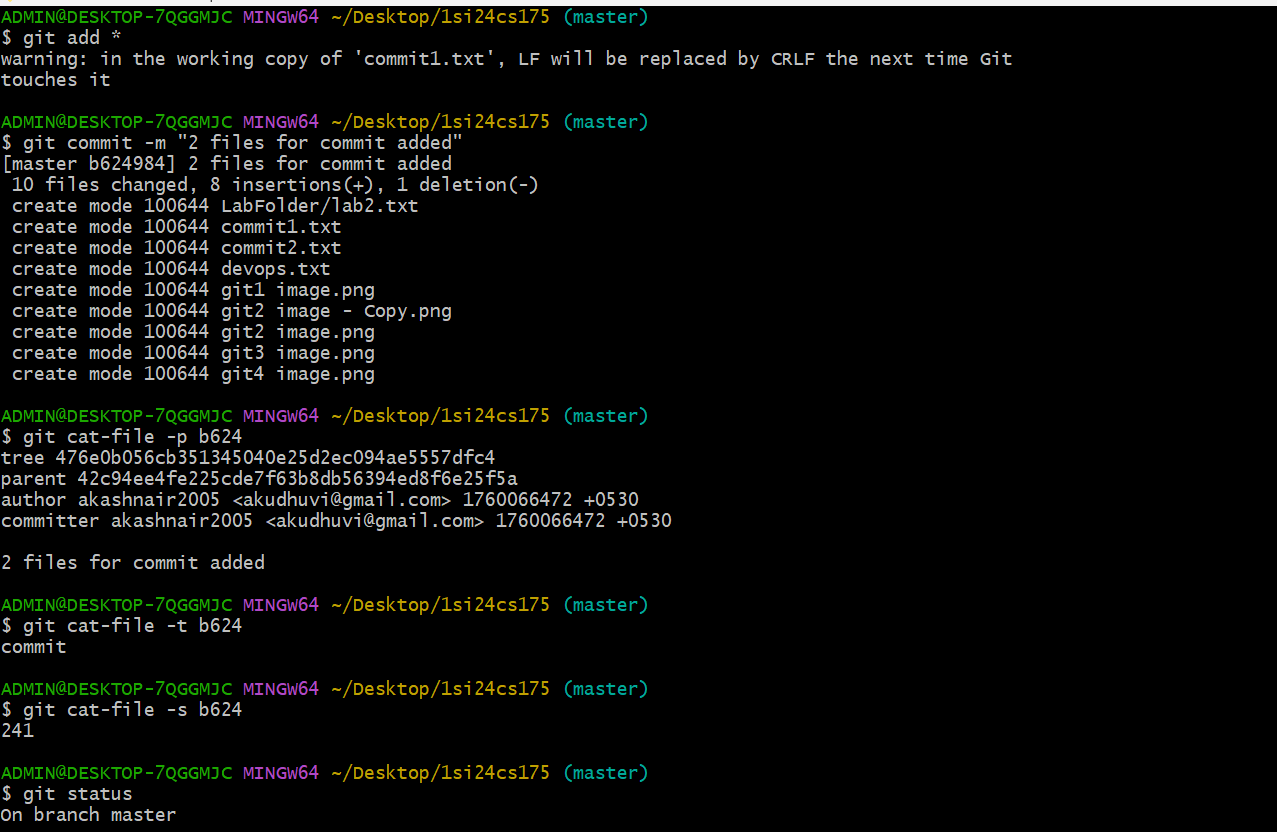 ADMIN@DESKTOP-7QGGMJC MINGW64 ~/Desktop/1si24cs175 (master)
$ git add *
warning: in the working copy of 'commit1.txt', LF will be replaced by CRLF the next time Git
touches it
ADMIN@DESKTOP-7QGGMJC MINGW64 ~/Desktop/1si24cs175 (master)
$ git commit -m "2 files for commit added"
[master b624984] 2 files for commit added
 10 files changed, 8 insertions(+), 1 deletion(-)
 create mode 100644 LabFolder/lab2.txt
 create mode 100644 commit1.txt
 create mode 100644 commit2.txt
 create mode 100644 devops.txt
 create mode 100644 git1 image.png
 create mode 100644 git2 image - Copy.png
 create mode 100644 git2 image.png
 create mode 100644 git3 image.png
 create mode 100644 git4 image.png
ADMIN@DESKTOP-7QGGMJC MINGW64 ~/Desktop/1si24cs175 (master)
$ git cat-file -p b624
tree 476e0b056cb351345040e25d2ec094ae5557dfc4
parent 42c94ee4fe225cde7f63b8db56394ed8f6e25f5a
author akashnair2005 <akudhuvi@gmail.com> 1760066472 +0530
committer akashnair2005 <akudhuvi@gmail.com> 1760066472 +0530
2 files for commit added
ADMIN@DESKTOP-7QGGMJC MINGW64 ~/Desktop/1si24cs175 (master)
$ git cat-file -t b624
commit
ADMIN@DESKTOP-7QGGMJC MINGW64 ~/Desktop/1si24cs175 (master)
$ git cat-file -s b624
241
ADMIN@DESKTOP-7QGGMJC MINGW64 ~/Desktop/1si24cs175 (master)
$ git status
On branch master